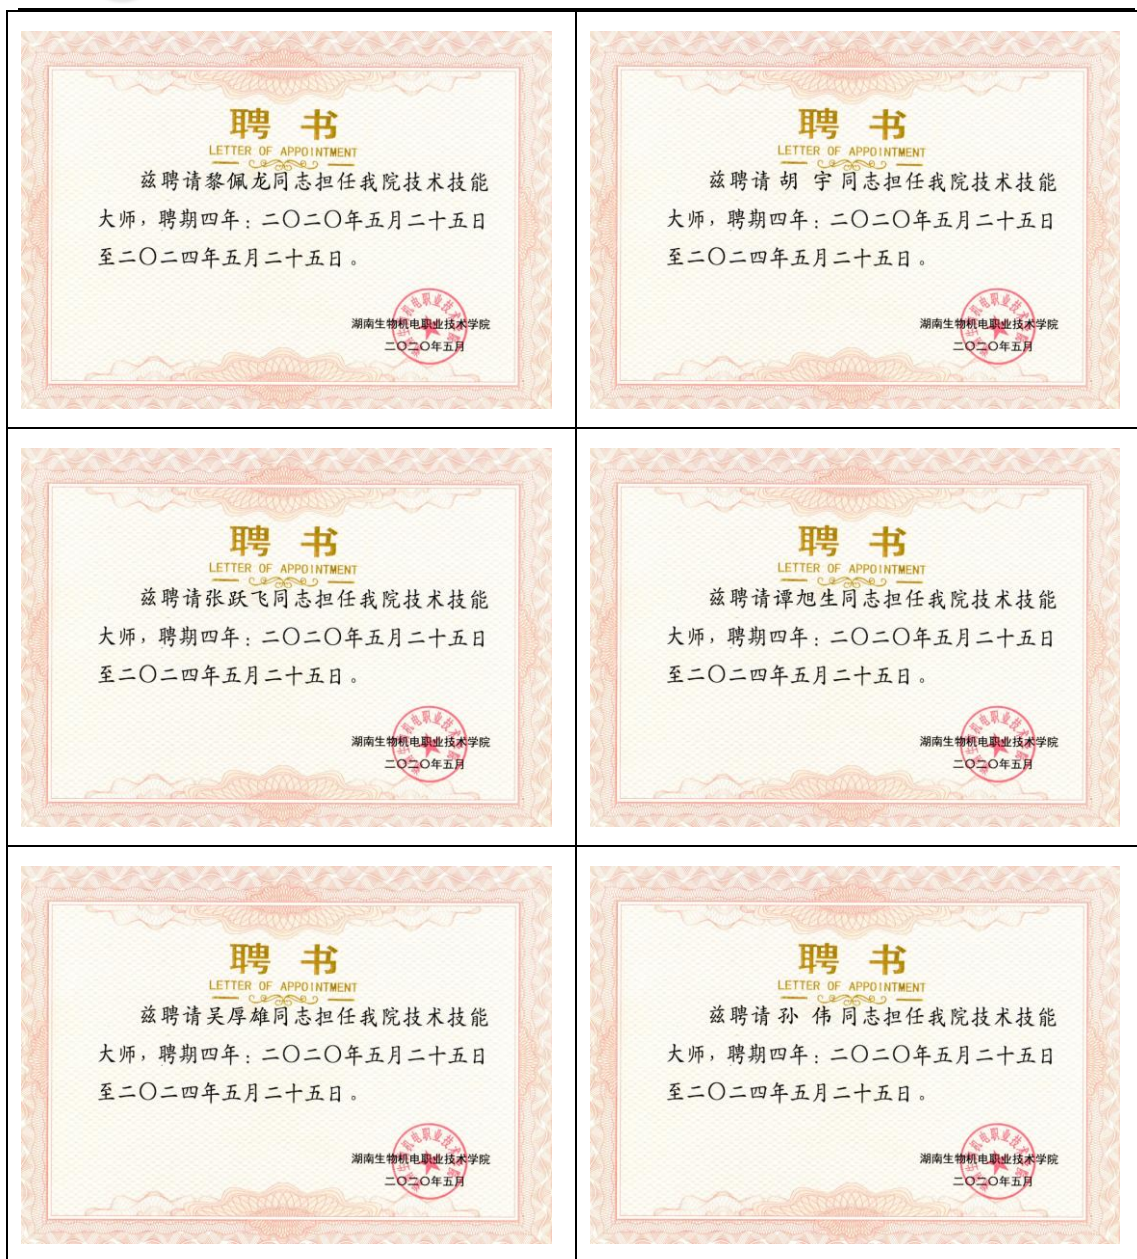 聘 书
LETTER OF APPOINTMENT
兹聘请黎佩龙同志担任我院技术技能
大师，聘期四年：二〇二〇年五月二十五日
至二〇二四年五月二十五日。
湖南生物机电职业技术学院
二〇二〇年五月
聘 书
LETTER OF APPOINTMENT
兹聘请 胡 宇 同志担任我院技术技能
大师，聘期四年：二〇二〇年五月二十五日
至二〇二四年五月二十五日。
湖南生物机电职业技术学院
二〇二〇年五月
聘 书
LETTER OF APPOINTMENT
兹聘请张跃飞同志担任我院技术技能
大师，聘期四年：二〇二〇年五月二十五日
至二〇二四年五月二十五日。
湖南生物机电职业技术学院
二〇二〇年五月
聘 书
LETTER OF APPOINTMENT
兹聘请谭旭生同志担任我院技术技能
大师，聘期四年：二〇二〇年五月二十五日
至二〇二四年五月二十五日。
湖南生物机电职业技术学院
二〇二〇年五月
聘 书
LETTER OF APPOINTMENT
兹聘请吴厚雄同志担任我院技术技能
大师，聘期四年：二〇二〇年五月二十五日
至二〇二四年五月二十五日。
湖南生物机电职业技术学院
二〇二〇年五月
聘 书
LETTER OF APPOINTMENT
兹聘请 孙 伟 同志担任我院技术技能
大师，聘期四年：二〇二〇年五月二十五日
至二〇二四年五月二十五日。
湖南生物机电职业技术学院
二〇二〇年五月